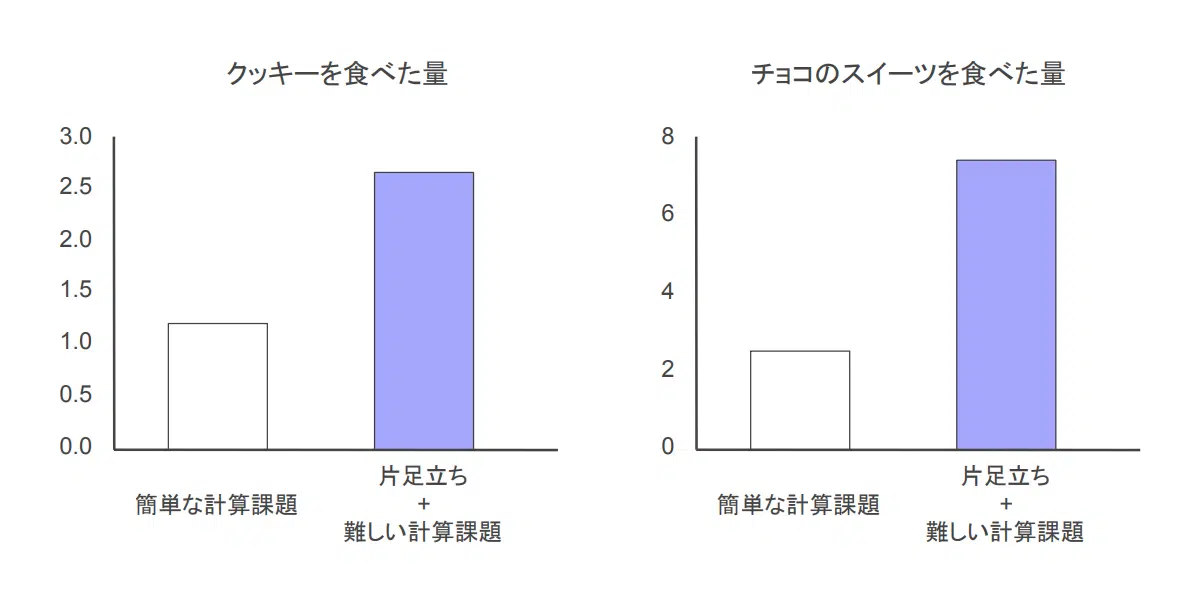 クッキーを食べた量
3.0
2.5
2.0
1.5
1.0
0.5
0.0
簡単な計算課題
片足立ち
+
難しい計算課題
チョコのスイーツを食べた量
8
6
4
2
0
簡単な計算課題
片足立ち
+
難しい計算課題